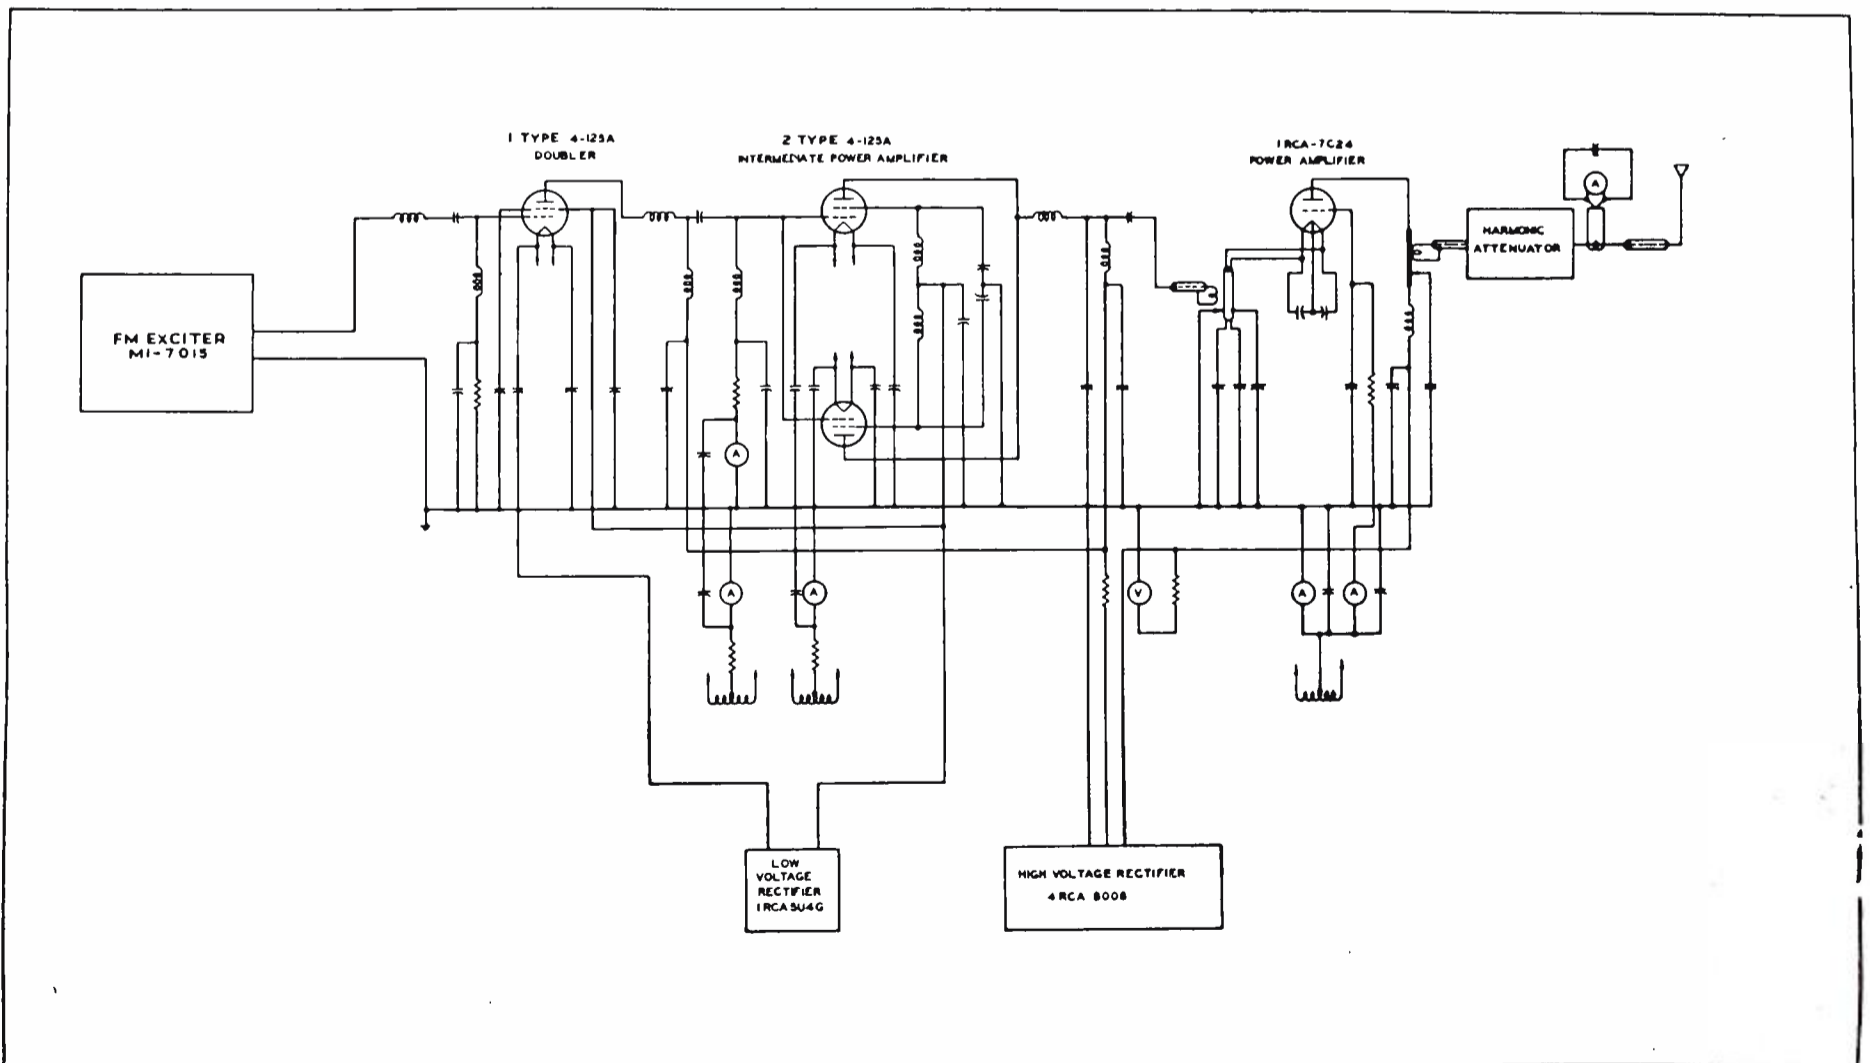 1 TYPE 4-125A
DOUBLER
2 TYPE 4-125A
INTERMEDIATE POWER AMPLIFIER
1 RCA-7C24
POWER AMPLIFIER
A
HARMONIC
ATTENUATOR
FM EXCITER
MI-7015
A
A
A
V
A
A
LOW
VOLTAGE
RECTIFIER
1 RCA 5U4G
HIGH VOLTAGE RECTIFIER
4 RCA 8008